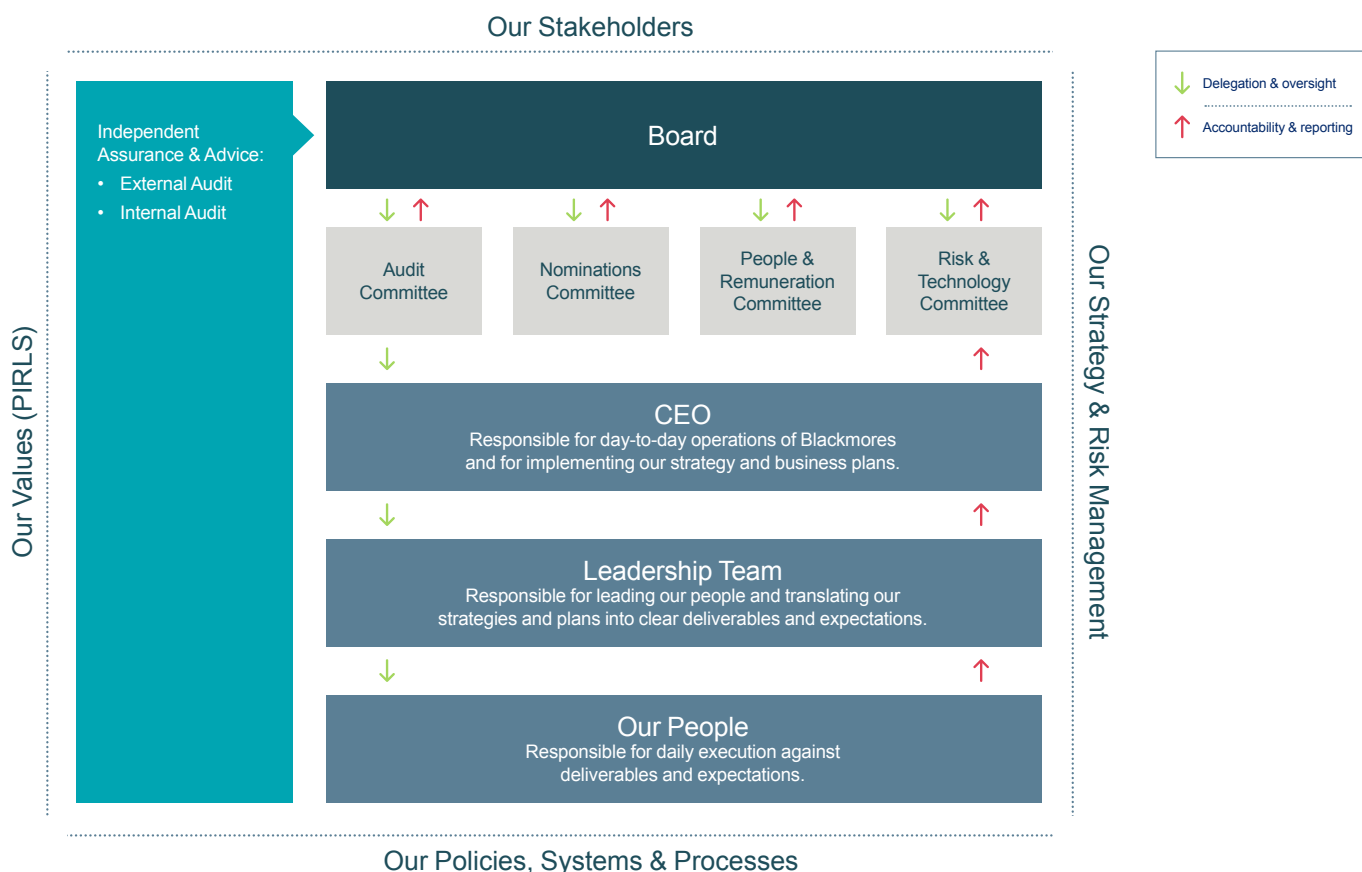 Our Stakeholders
Delegation & oversight
Accountability & reporting
Our Values (PIRLS)
Independent
Assurance & Advice:
• External Audit
• Internal Audit
Board
Audit
Committee
Nominations
Committee
People &
Remuneration
Committee
Risk &
Technology
Committee
CEO
Responsible for day-to-day operations of Blackmores
and for implementing our strategy and business plans.
Leadership Team
Responsible for leading our people and translating our
strategies and plans into clear deliverables and expectations.
Our People
Responsible for daily execution against
deliverables and expectations.
Our Strategy & Risk Management
Our Policies, Systems & Processes